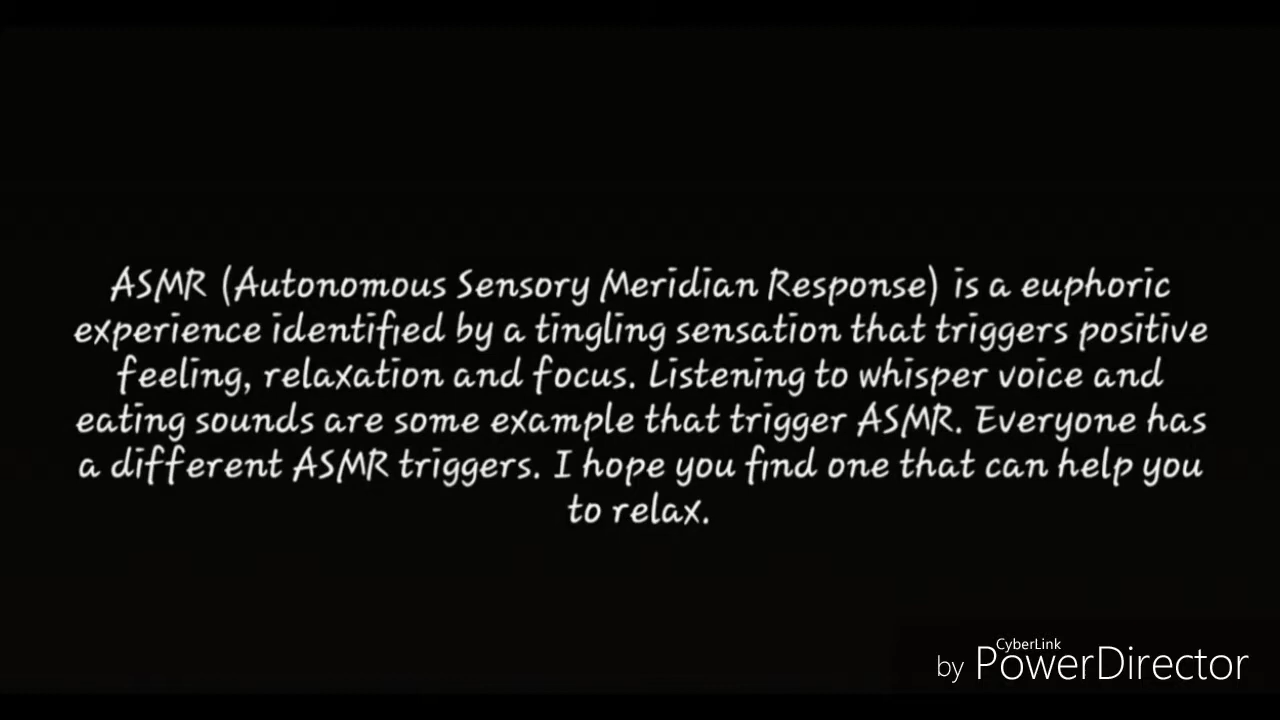 ASMR (Autonomous Sensory Meridian Response) is a euphoric
experience identified by a tingling sensation that triggers positive
feeling, relaxation and focus. Listening to whisper voice and
eating sounds are some example that trigger ASMR. Everyone has
a different ASMR triggers. I hope you find one that can help you
to relax.
CyberLink
by PowerDirector